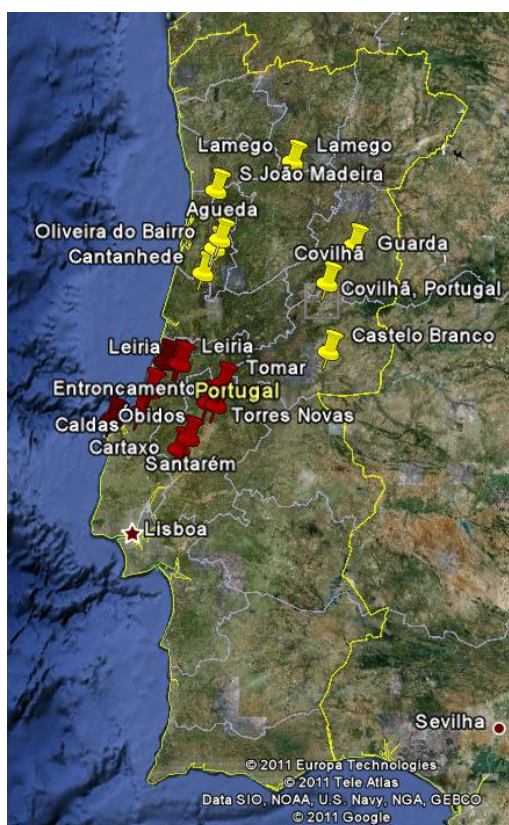 Lamego
Lamego
S João Madeira
Agueda
Oliveira do Bairro
Cantanhede
Guarda
Covilhã
Covilhã, Portugal
Castelo Branco
Leiria
Leiria
Tomar
Entroncamento
Portugal
Caldas
Óbidos
Torres Novas
Cartaxo
Santarém
Lisboa
Sevilha
© 2011 Europa Technologies
© 2011 Tele Atlas
Data SIO, NOAA, U.S. Navy, NGA, GEBCO
© 2011 Google